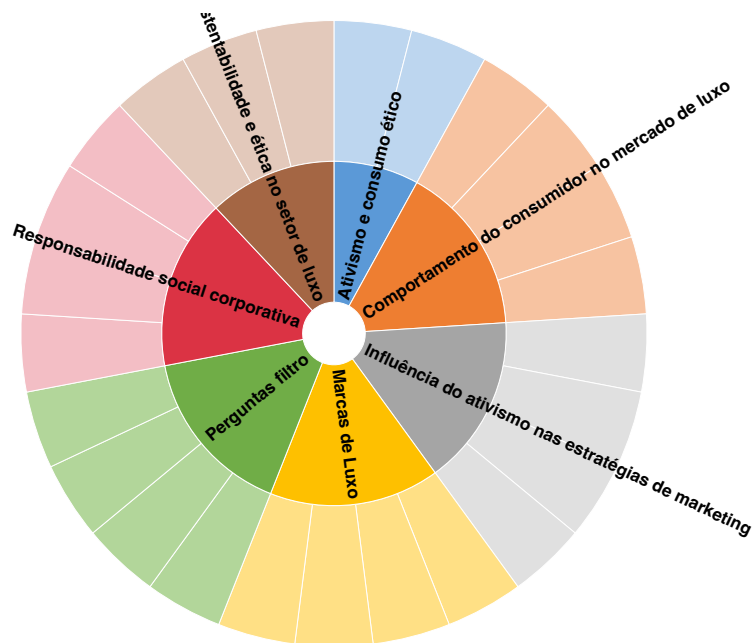 stentabilidade e ética no setor de luxo
Ativismo e consumo ético
Comportamento do consumidor no mercado de luxo
Influência do ativismo nas estratégias de marketing
Marcas de Luxo
Perguntas filtro
Responsabilidade social corporativa